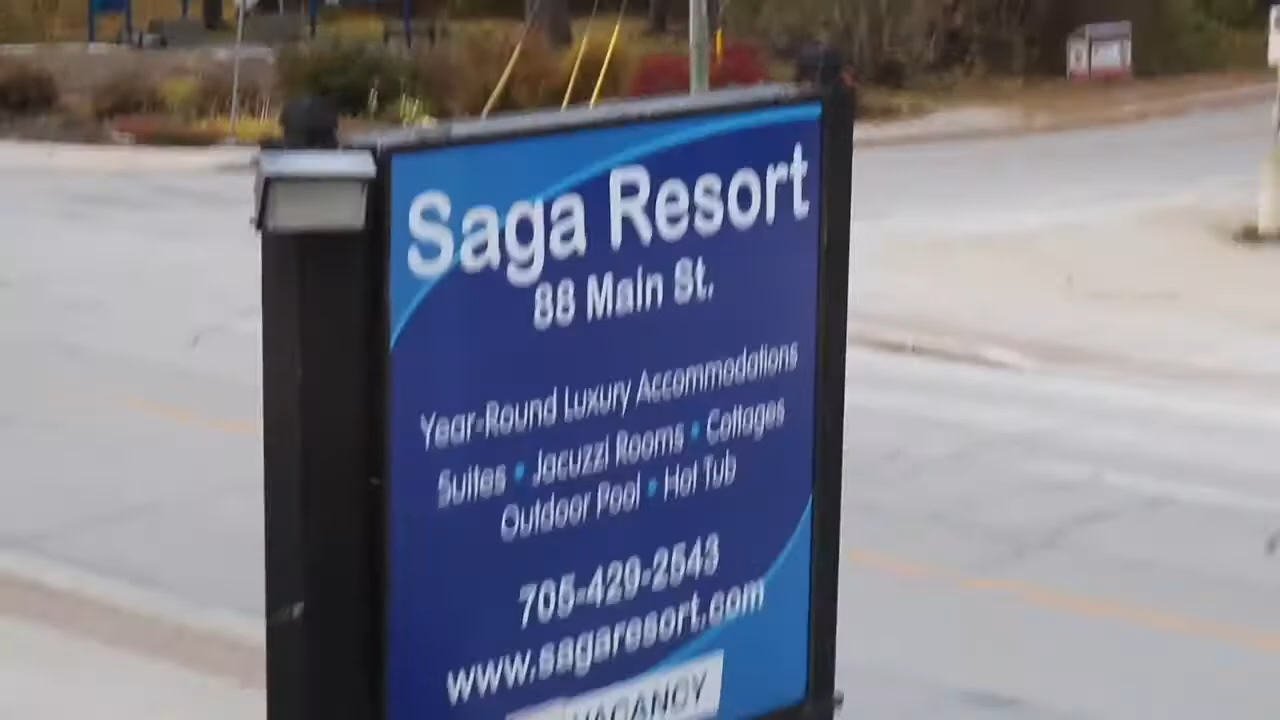 Saga Resort
88 Main St.
Year-Round Luxury Accommodations
Suites • Jacuzzi Rooms • Cottages
Outdoor Pool • Hot Tub
705-429-2543
www.sagaresort.com
VACANCY